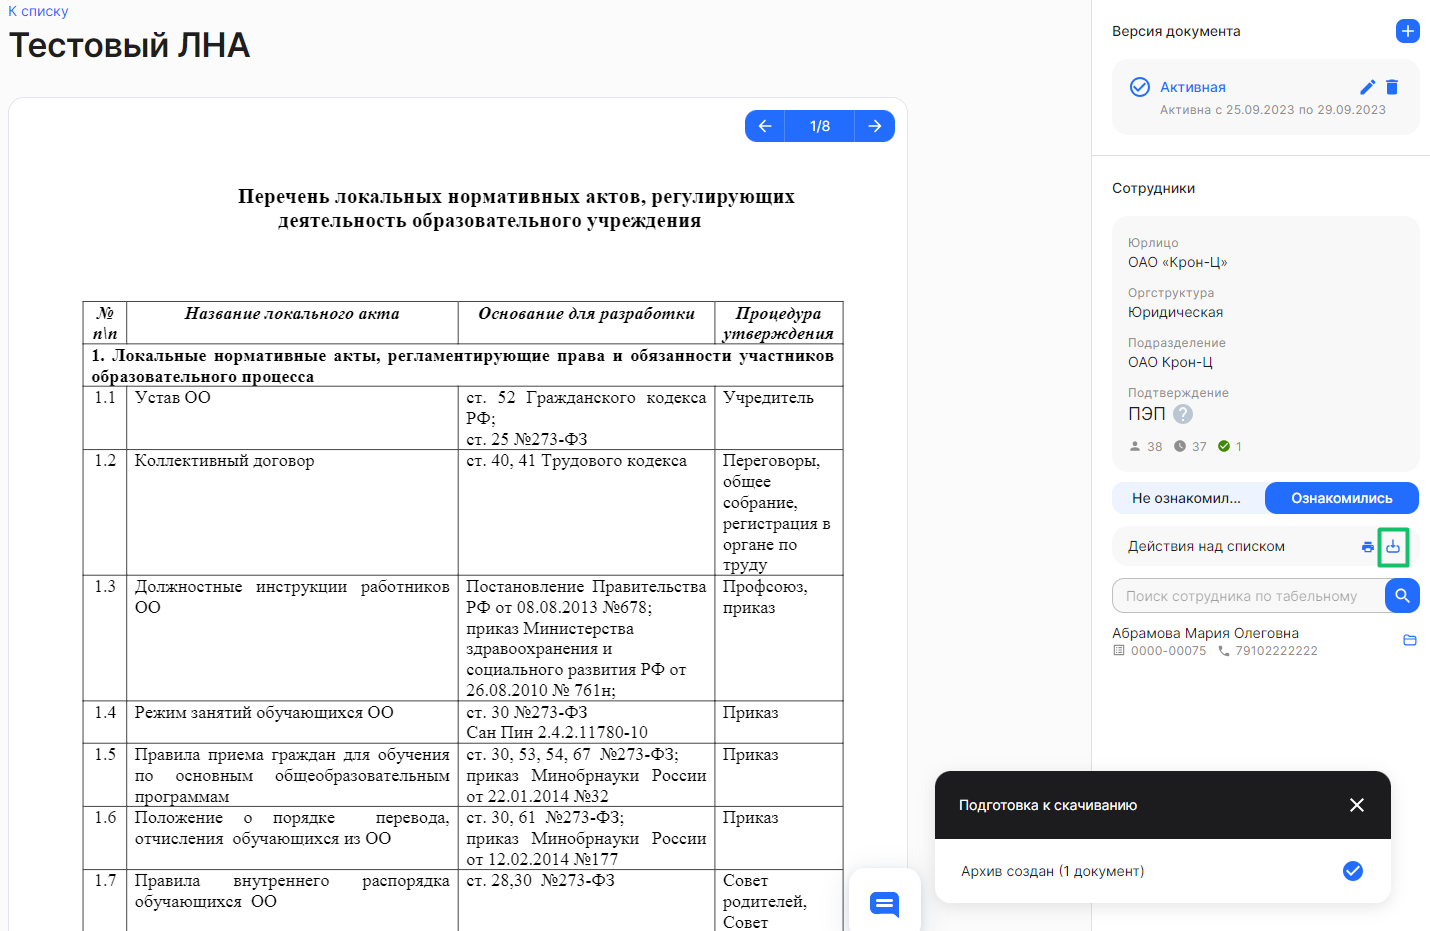 К списку
Тестовый ЛНА
1/8
Перечень локальных нормативных актов, регулирующих
деятельность образовательного учреждения
№ Название локального акта Основание для разработки Процедура
п\п утверждения
1. Локальные нормативные акты, регламентирующие права и обязанности участников
образовательного процесса
1.1 Устав ОО ст. 52 Гражданского кодекса Учредитель
РФ;
ст. 25 №273-ФЗ
1.2 Коллективный договор ст. 40, 41 Трудового кодекса Переговоры,
общее
собрание,
регистрация в
органе по
труду
1.3 Должностные инструкции работников Постановление Правительства Профсоюз,
ОО РФ от 08.08.2013 №678; приказ
приказ Министерства
здравоохранения и
социального развития РФ от
26.08.2010 № 761н;
1.4 Режим занятий обучающихся ОО ст. 30 №273-ФЗ Приказ
Сан Пин 2.4.2.11780-10
1.5 Правила приема граждан для обучения ст. 30, 53, 54, 67 №273-ФЗ; Приказ
по основным общеобразовательным приказ Минобрнауки России
программам от 22.01.2014 №32
1.6 Положение о порядке перевода, ст. 30, 61 №273-ФЗ; Приказ
отчисления обучающихся из ОО приказ Минобрнауки России
от 12.02.2014 №177
1.7 Правила внутреннего распорядка ст. 28,30 №273-ФЗ Совет
обучающихся ОО родителей,
Совет
Версия документа
Активная
Активна с 25.09.2023 по 29.09.2023
Сотрудники
Юрлицо
ОАО «Крон-Ц»
Оргструктура
Юридическая
Подразделение
ОАО Крон-Ц
Подтверждение
ПЭП ?
38 37 1
Не ознакомил... Ознакомились
Действия над списком
Поиск сотрудника по табельному
Абрамова Мария Олеговна
0000-00075 79102222222
Подготовка к скачиванию
Архив создан (1 документ)